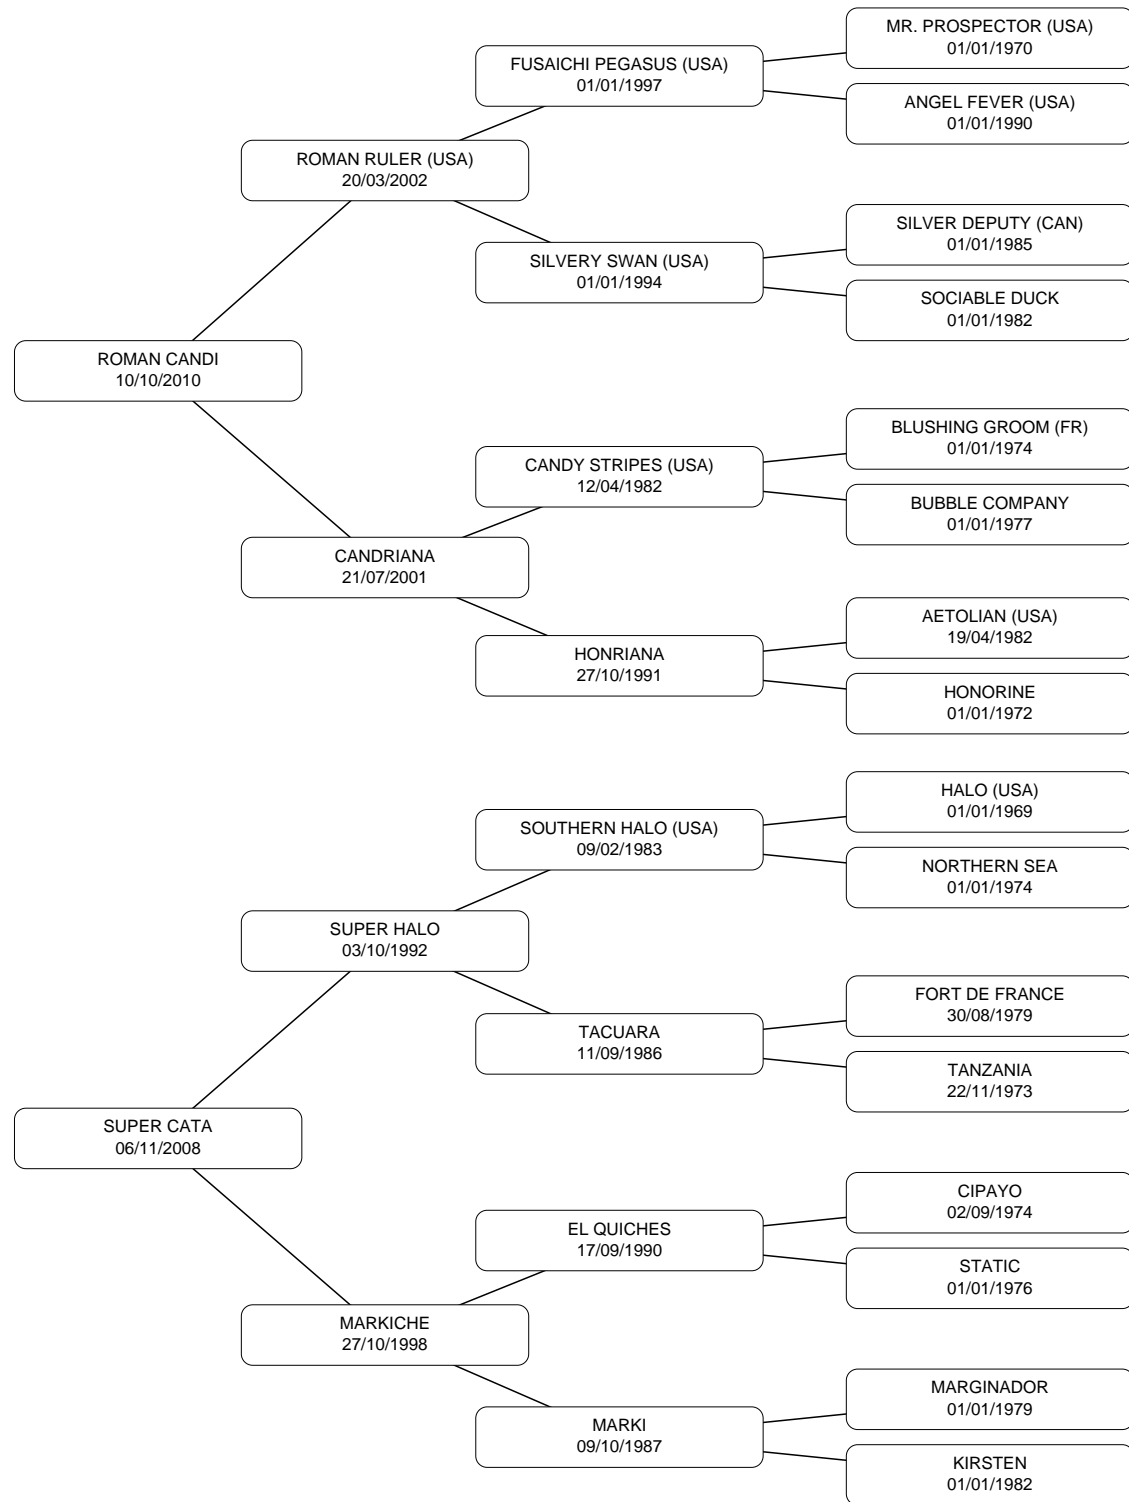 MR. PROSPECTOR (USA)
01/01/1970
FUSAICHI PEGASUS (USA)
01/01/1997
ANGEL FEVER (USA)
01/01/1990
ROMAN RULER (USA)
20/03/2002
SILVER DEPUTY (CAN)
01/01/1985
SILVERY SWAN (USA)
01/01/1994
SOCIABLE DUCK
01/01/1982
ROMAN CANDI
10/10/2010
BLUSHING GROOM (FR)
01/01/1974
CANDY STRIPES (USA)
12/04/1982
BUBBLE COMPANY
01/01/1977
CANDRIANA
21/07/2001
AETOLIAN (USA)
19/04/1982
HONRIANA
27/10/1991
HONORINE
01/01/1972
HALO (USA)
01/01/1969
SOUTHERN HALO (USA)
09/02/1983
NORTHERN SEA
01/01/1974
SUPER HALO
03/10/1992
FORT DE FRANCE
30/08/1979
TACUARA
11/09/1986
TANZANIA
22/11/1973
SUPER CATA
06/11/2008
CIPAYO
02/09/1974
EL QUICHES
17/09/1990
STATIC
01/01/1976
MARKICHE
27/10/1998
MARGINADOR
01/01/1979
MARKI
09/10/1987
KIRSTEN
01/01/1982